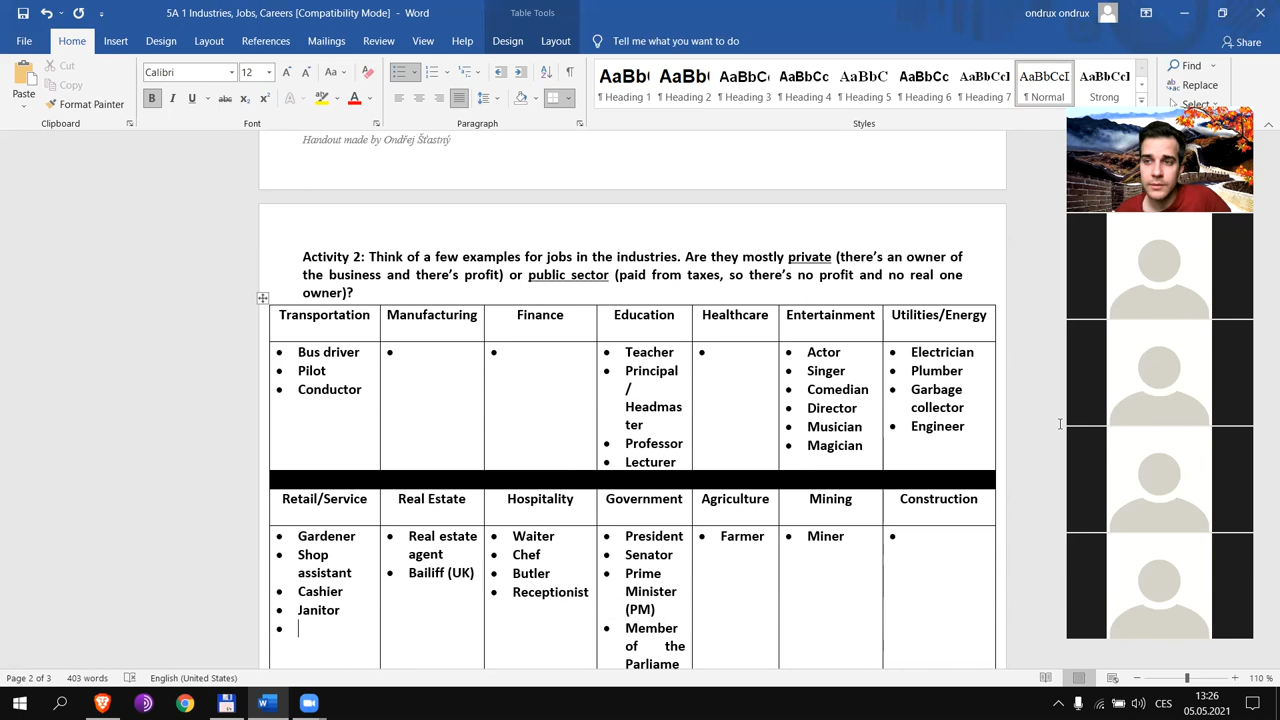 5A 1 Industries, Jobs, Careers [Compatibility Mode] - Word
Table Tools
ondrux ondrux
File Home Insert Design Layout References Mailings Review View Help Design Layout Tell me what you want to do Share
Paste
Cut
Copy
Format Painter
Clipboard
Calibri 12
Font
Paragraph
AaBbI AaBb( AaBbCc AaBbCc AaBbC AaBbCc AaBbCc AaBbCcI AaBbCcI
¶ Heading 1 ¶ Heading 2 ¶ Heading 3 ¶ Heading 4 ¶ Heading 5 ¶ Heading 6 ¶ Heading 7 ¶ Normal Strong
Styles
Find
Replace
Select
Handout made by Ondřej Šťastný
Activity 2: Think of a few examples for jobs in the industries. Are they mostly private (there’s an owner of
the business and there’s profit) or public sector (paid from taxes, so there’s no profit and no real one
owner)?
Transportation Manufacturing Finance Education Healthcare Entertainment Utilities/Energy
• Bus driver
• Pilot
• Conductor
•
•
• Teacher
• Principal
/
Headmas
ter
• Professor
• Lecturer
•
• Actor
• Singer
• Comedian
• Director
• Musician
• Magician
• Electrician
• Plumber
• Garbage
collector
• Engineer
Retail/Service Real Estate Hospitality Government Agriculture Mining Construction
• Gardener
• Shop
assistant
• Cashier
• Janitor
•
• Real estate
agent
• Bailiff (UK)
• Waiter
• Chef
• Butler
• Receptionist
• President
• Senator
• Prime
Minister
(PM)
• Member
of the
Parliame
• Farmer
• Miner
•
Page 2 of 3 403 words English (United States) 110 %
CES
13:26
05.05.2021